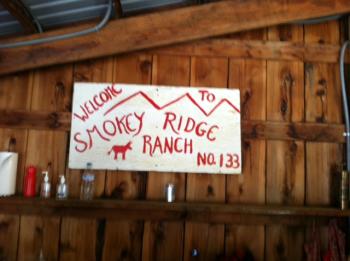 WELCOME TO
SMOKEY RIDGE
RANCH
NO. 133